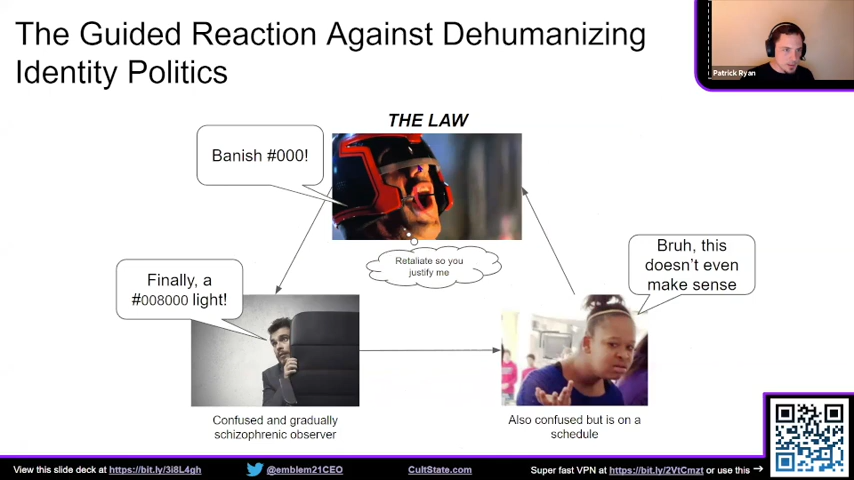 The Guided Reaction Against Dehumanizing
Identity Politics
Patrick Ryan
THE LAW
Banish #000!
Retaliate so you
justify me
Bruh, this
doesn't even
make sense
Finally, a
#008000 light!
Confused and gradually
schizophrenic observer
Also confused but is on a
schedule
View this slide deck at https://bit.ly/3i8L4gh
@emblem21CEO
CultState.com
Super fast VPN at https://bit.ly/2VtCmzt or use this →